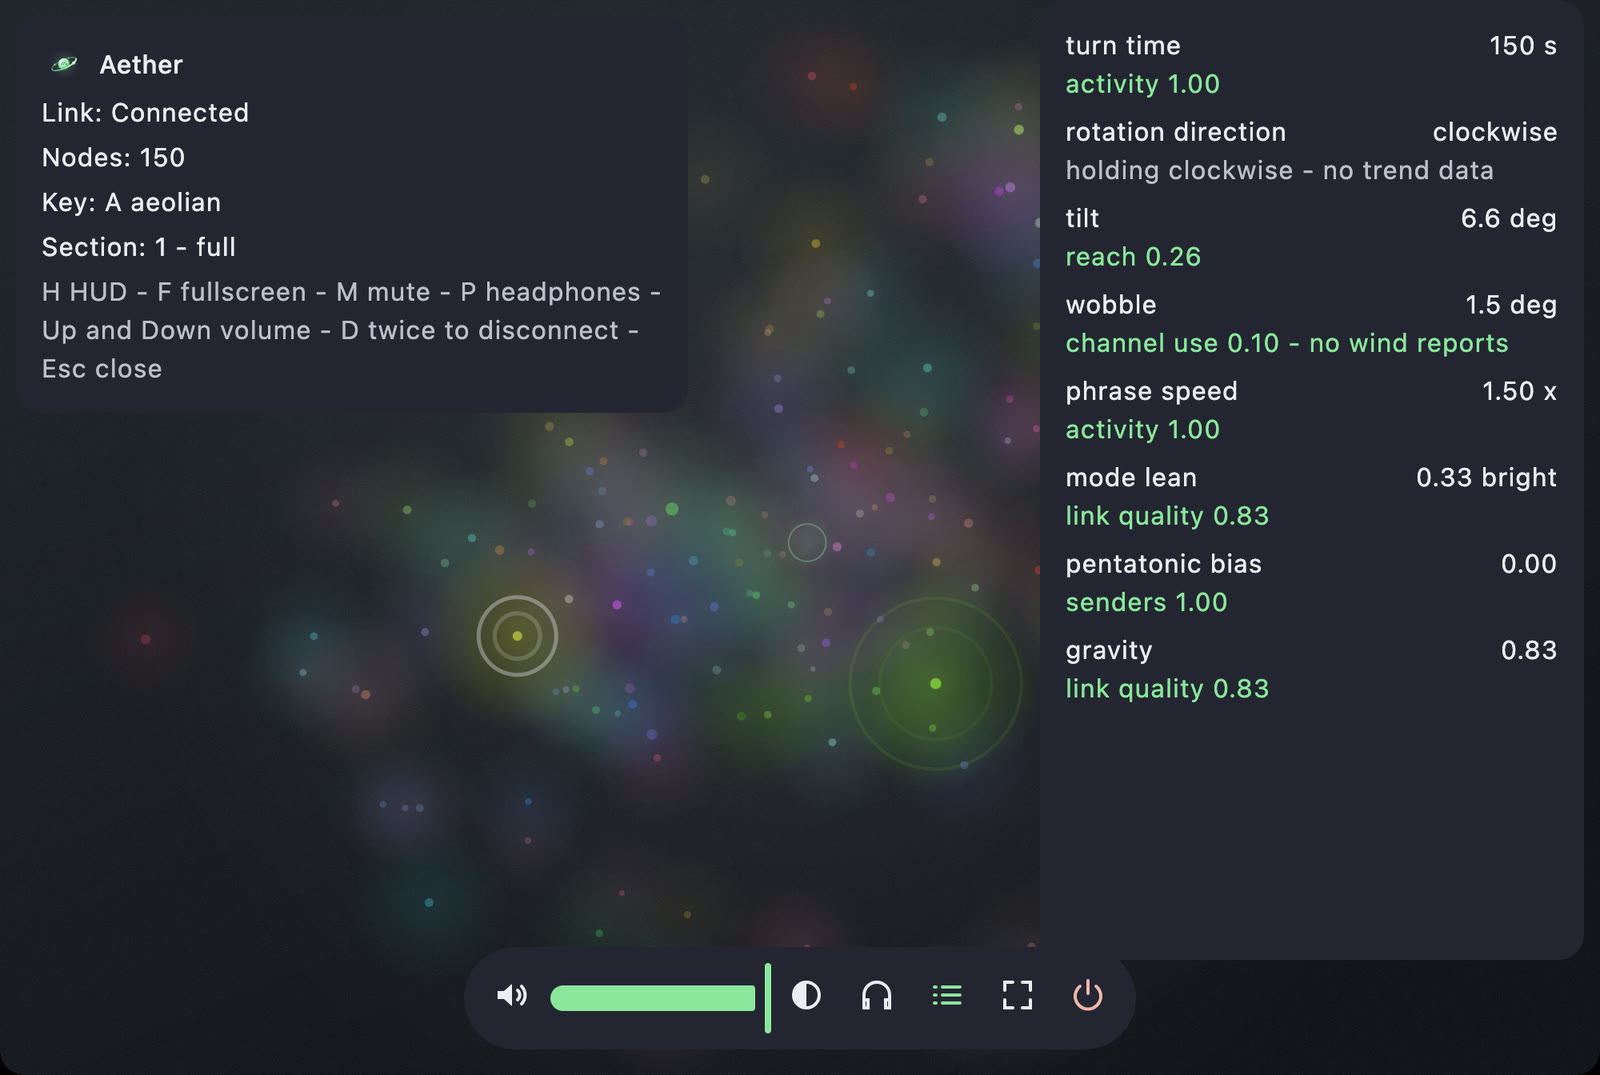 Aether
Link: Connected
Nodes: 150
Key: A aeolian
Section: 1 - full
H HUD - F fullscreen - M mute - P headphones -
Up and Down volume - D twice to disconnect -
Esc close
turn time 150 s
activity 1.00
rotation direction clockwise
holding clockwise - no trend data
tilt 6.6 deg
reach 0.26
wobble 1.5 deg
channel use 0.10 - no wind reports
phrase speed 1.50 x
activity 1.00
mode lean 0.33 bright
link quality 0.83
pentatonic bias 0.00
senders 1.00
gravity 0.83
link quality 0.83